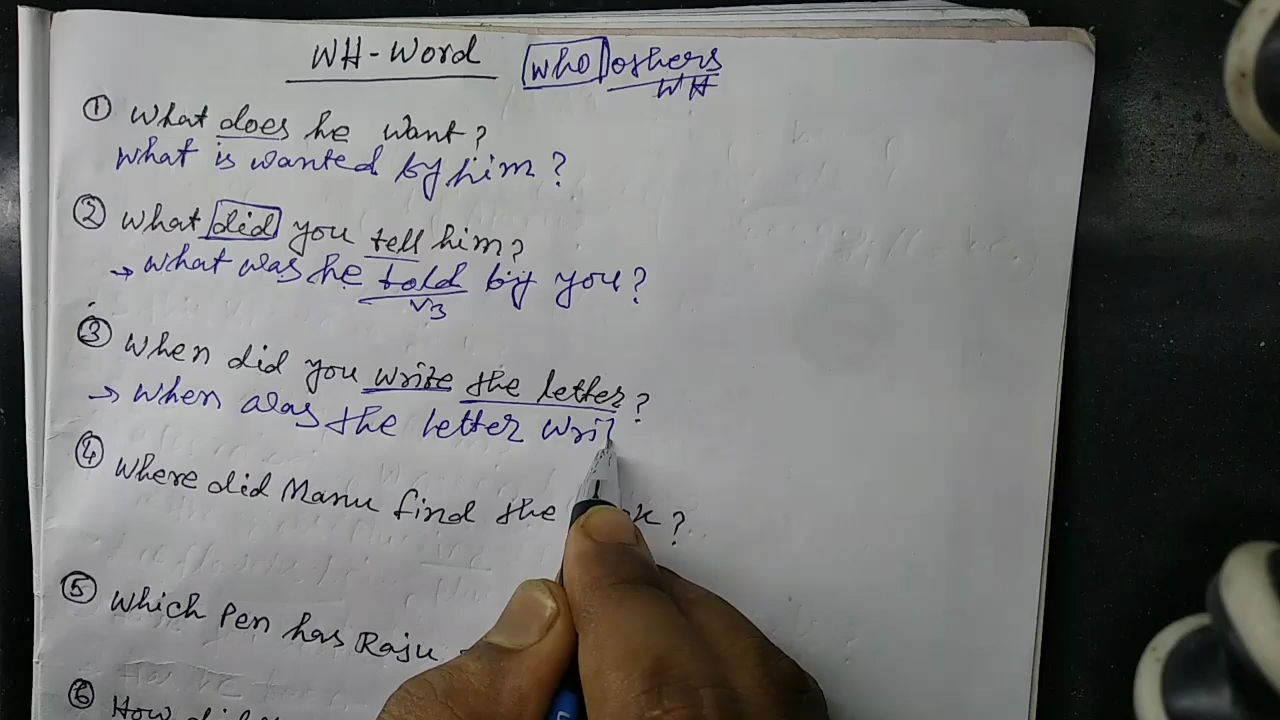 WH-Word who others
WH
① What does he want?
What is wanted by him?
② What did you tell him?
→ What was he told by you?
V3
③ When did you write the letter?
→ When was the letter wri
④ Where did Manu find the ?
⑤ Which Pen has Raju
⑥ How did